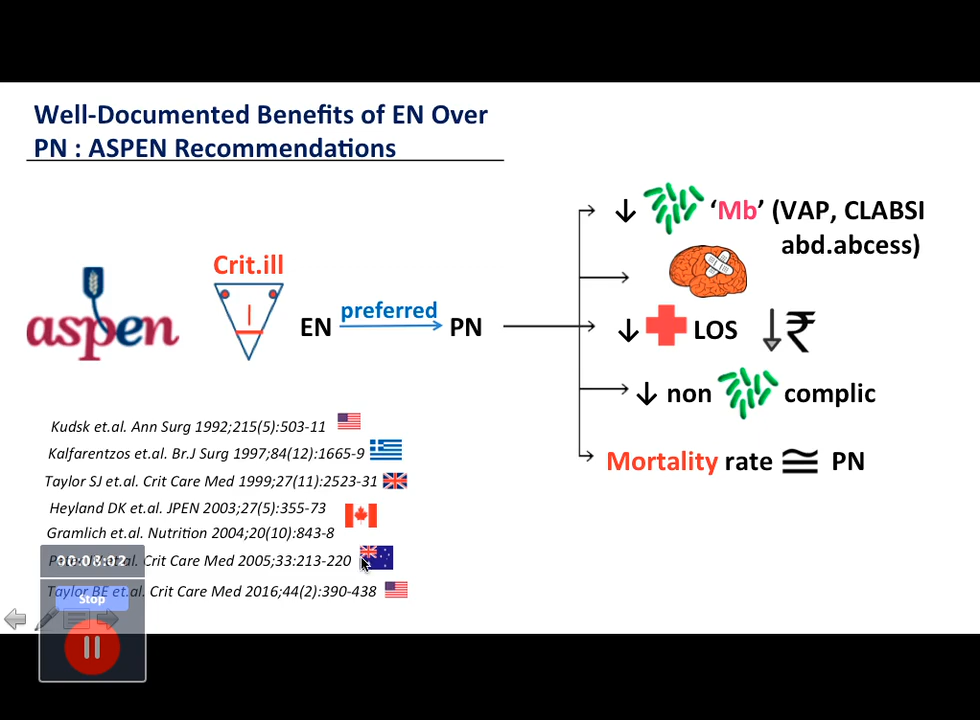 Well-Documented Benefits of EN Over
PN : ASPEN Recommendations
aspen
Crit.ill
EN
preferred
PN
‘Mb’ (VAP, CLABSI
abd.abcess)
↓ LOS ↓₹
↓ non complic
Mortality rate ≅ PN
Kudsk et.al. Ann Surg 1992;215(5):503-11
Kalfarentzos et.al. Br.J Surg 1997;84(12):1665-9
Taylor SJ et.al. Crit Care Med 1999;27(11):2523-31
Heyland DK et.al. JPEN 2003;27(5):355-73
Gramlich et.al. Nutrition 2004;20(10):843-8
Crit Care Med 2005;33:213-220
00:03:02
Taylor BE et.al. Crit Care Med 2016;44(2):390-438
Stop